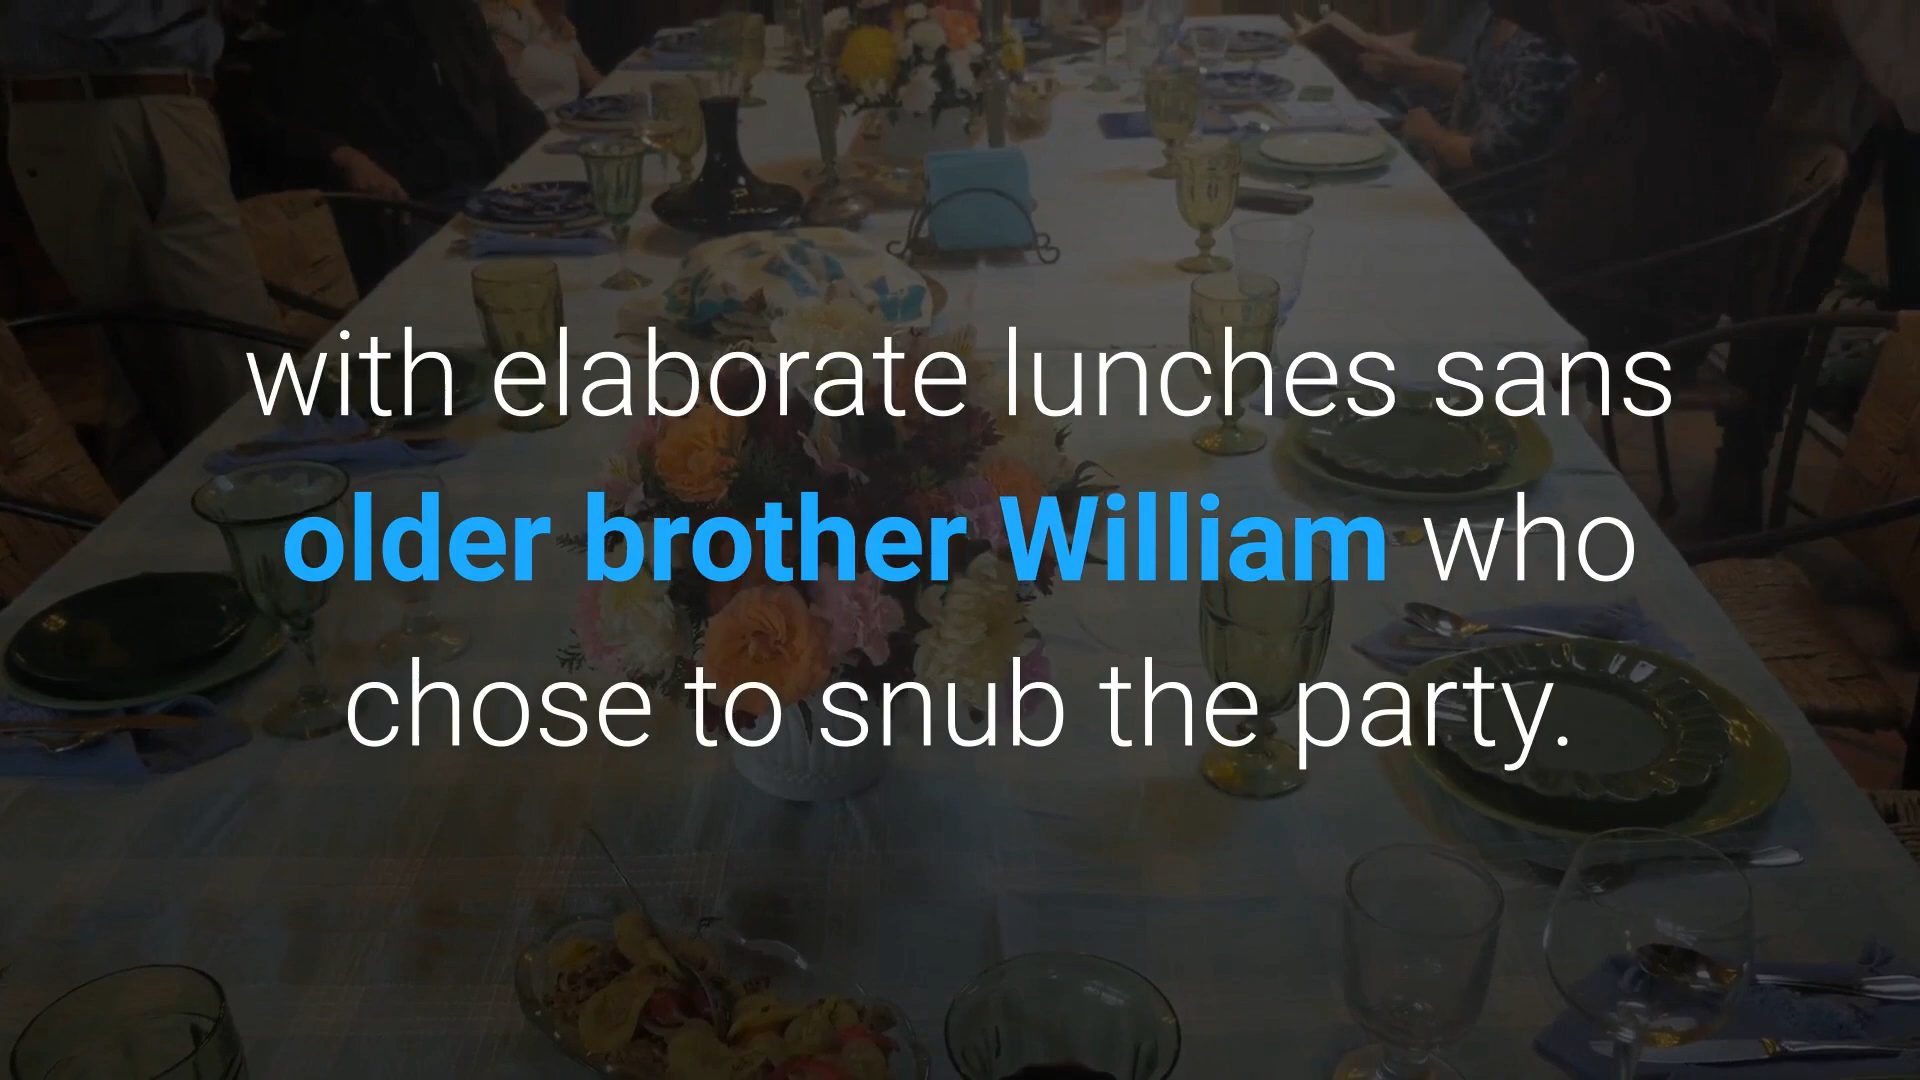 with elaborate lunches sans
older brother William who
chose to snub the party.